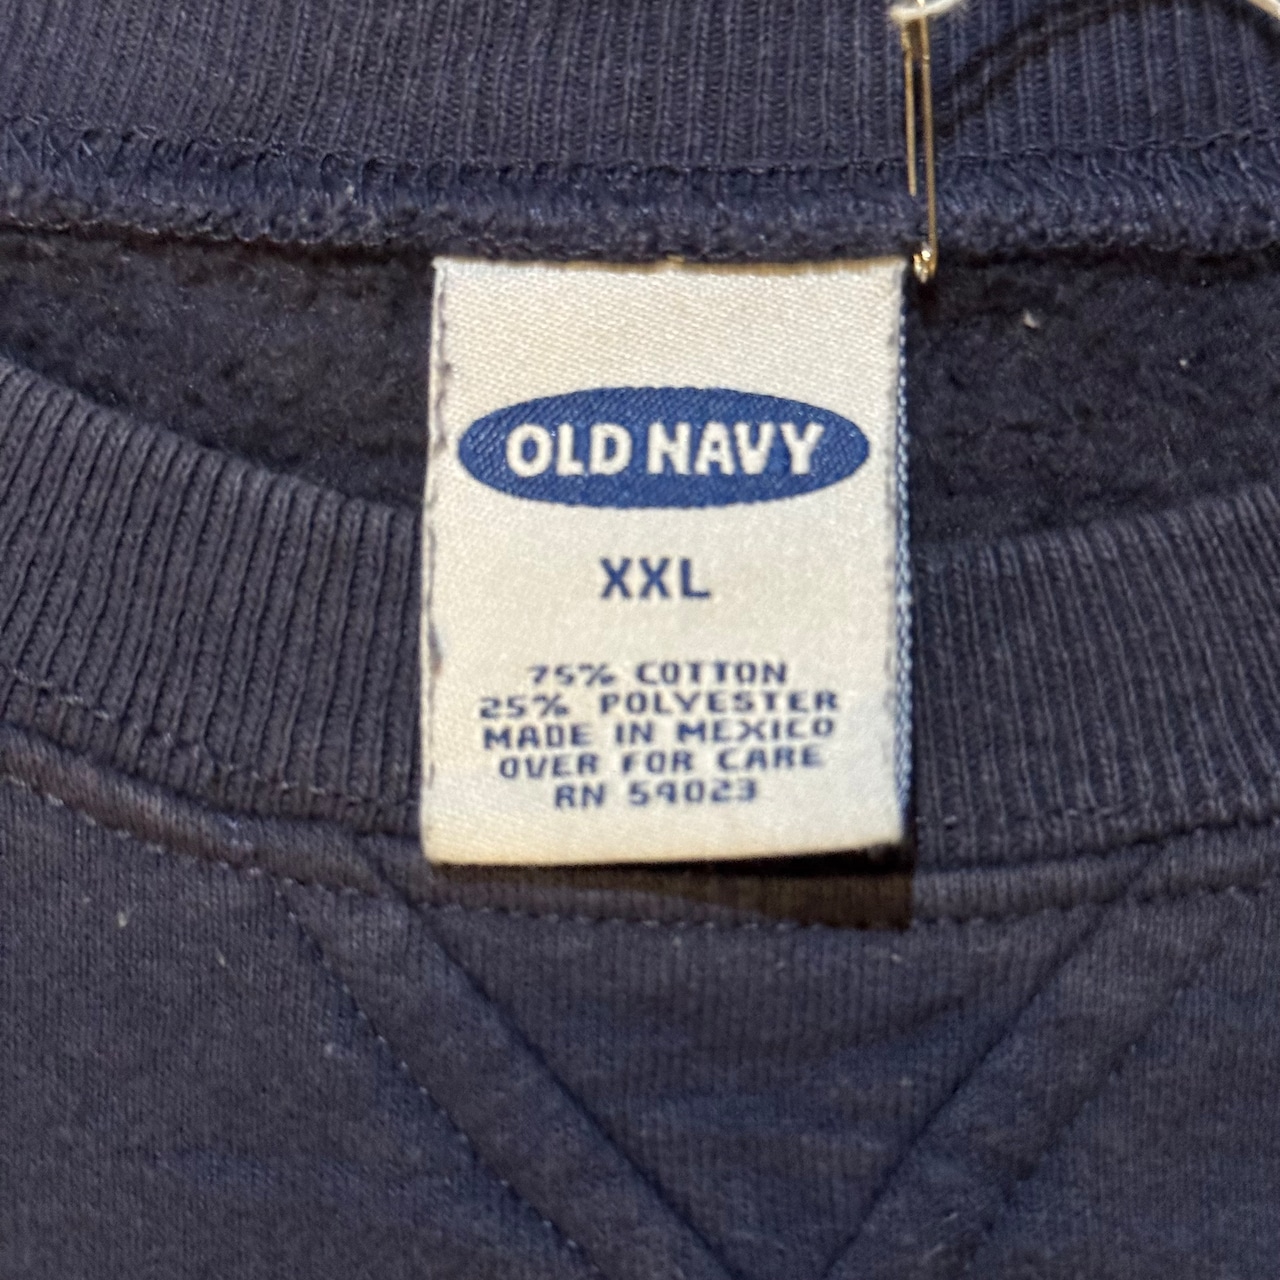 OLD NAVY
XXL
75% COTTON
25% POLYESTER
MADE IN MEXICO
OVER FOR CARE
RN 54023